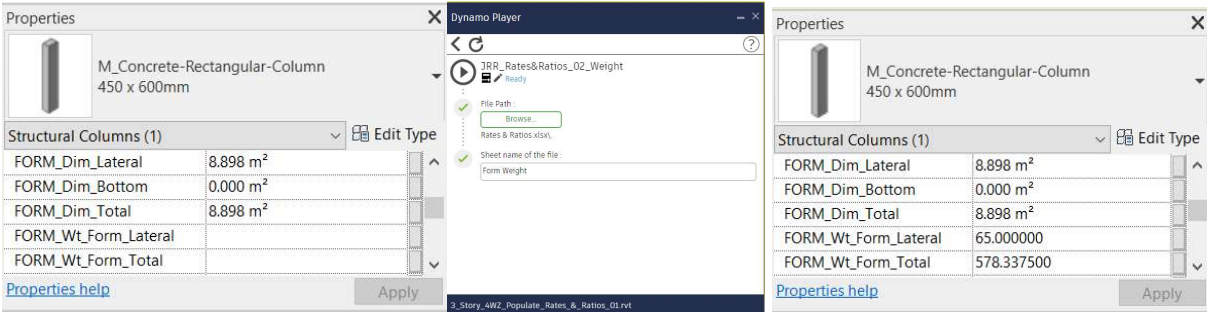 Properties
M_Concrete-Rectangular-Column
450 x 600mm
Structural Columns (1)
Edit Type
FORM_Dim_Lateral 8.898 m²
FORM_Dim_Bottom 0.000 m²
FORM_Dim_Total 8.898 m²
FORM_Wt_Form_Lateral
FORM_Wt_Form_Total
Properties help
Apply
Dynamo Player
JRR_Rates&Ratios_02_Weight
Ready
File Path :
Browse...
Rates & Ratios.xlsx\,
Sheet name of the file :
Form Weight
3_Story_4WZ_Populate_Rates_&_Ratios_01.rvt
Properties
M_Concrete-Rectangular-Column
450 x 600mm
Structural Columns (1)
Edit Type
FORM_Dim_Lateral 8.898 m²
FORM_Dim_Bottom 0.000 m²
FORM_Dim_Total 8.898 m²
FORM_Wt_Form_Lateral 65.000000
FORM_Wt_Form_Total 578.337500
Properties help
Apply